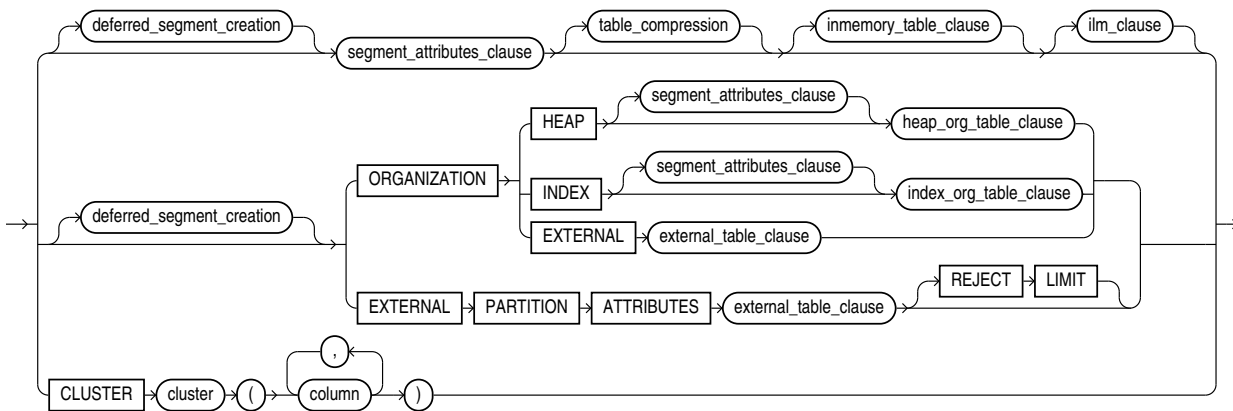 deferred_segment_creation table_compression inmemory_table_clause ilm_clause
segment_attributes_clause
segment_attributes_clause
HEAP heap_org_table_clause
segment_attributes_clause
ORGANIZATION INDEX index_org_table_clause
deferred_segment_creation
EXTERNAL external_table_clause
REJECT LIMIT
EXTERNAL PARTITION ATTRIBUTES external_table_clause
,
CLUSTER cluster ( column )